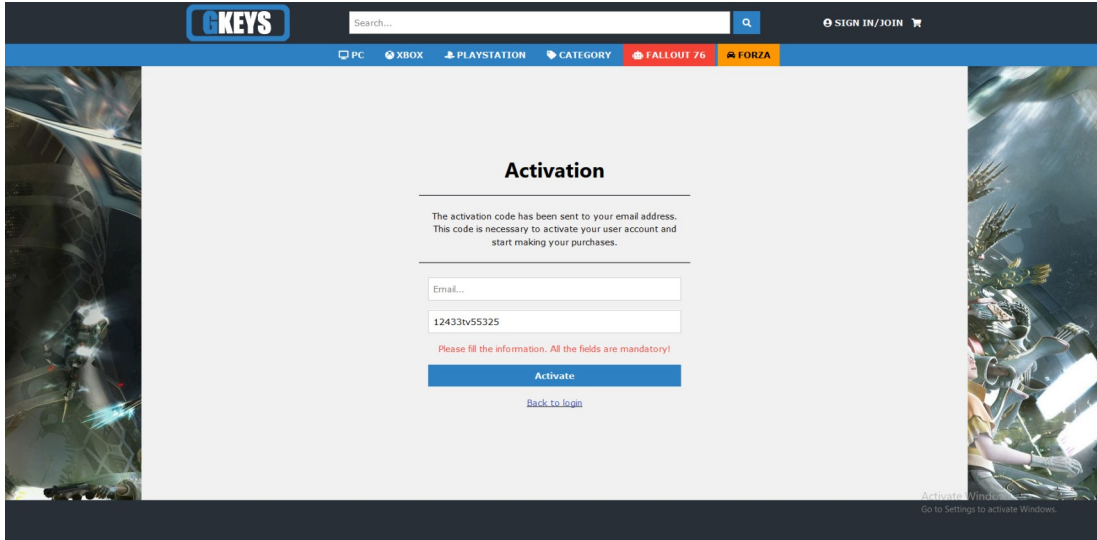 GKEYS
Search...
SIGN IN/JOIN
PC XBOX PLAYSTATION CATEGORY FALLOUT 76 FORZA
Activation
The activation code has been sent to your email address.
This code is necessary to activate your user account and
start making your purchases.
Email...
12433tv55325
Please fill the information. All the fields are mandatory!
Activate
Back to login
Activate Windows
Go to Settings to activate Windows.